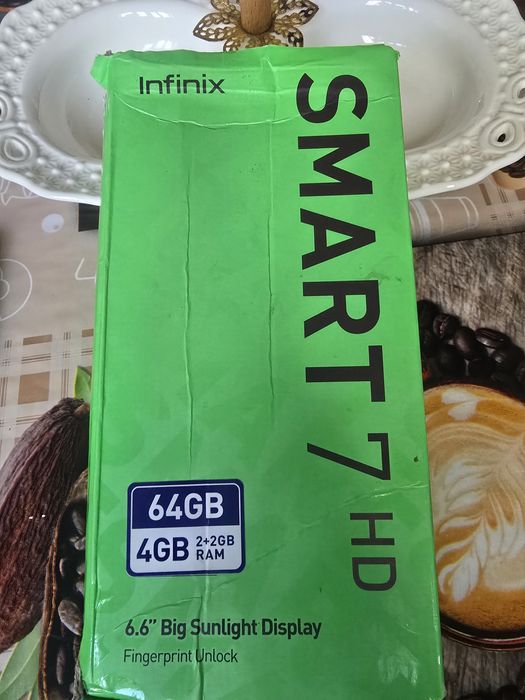 Infinix
SMART 7 HD
64GB
4GB 2+2GB
RAM
6.6” Big Sunlight Display
Fingerprint Unlock